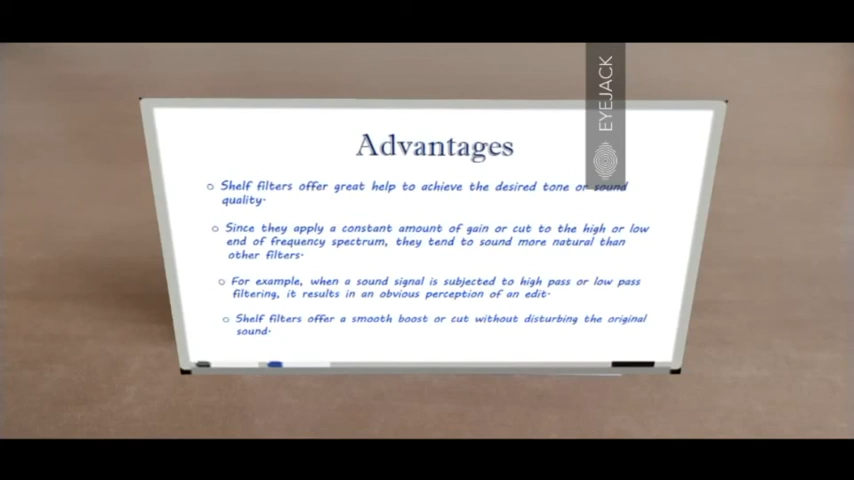 EYEJACK
Advantages
Shelf filters offer great help to achieve the desired tone or sound
quality.
Since they apply a constant amount of gain or cut to the high or low
end of frequency spectrum, they tend to sound more natural than
other filters.
For example, when a sound signal is subjected to high pass or low pass
filtering, it results in an obvious perception of an edit.
Shelf filters offer a smooth boost or cut without disturbing the original
sound.